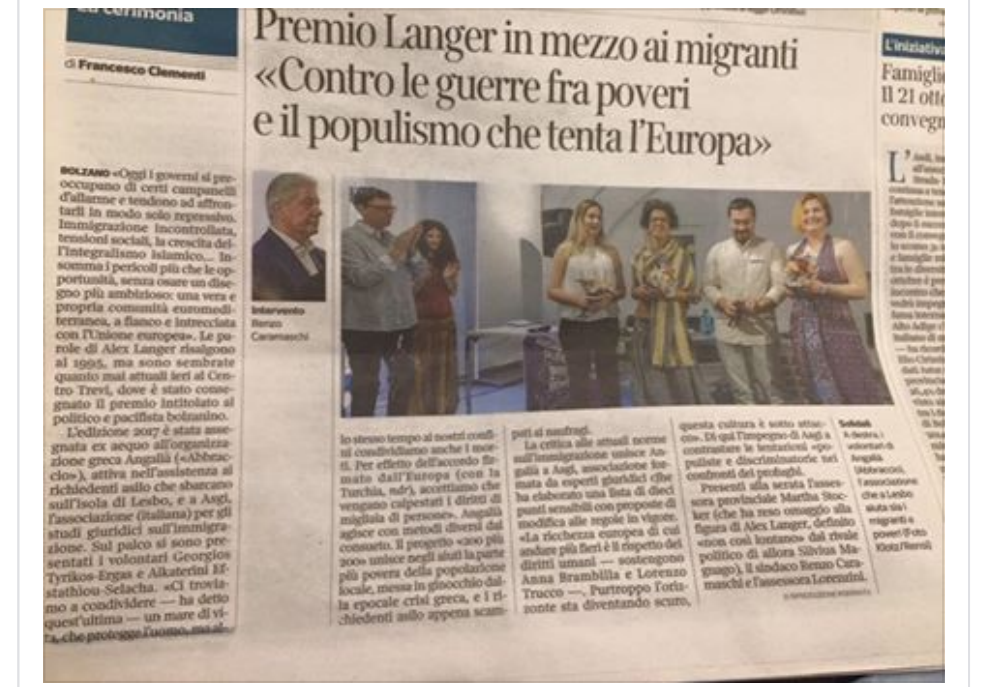 La cerimonia
di Francesco Clementi
Premio Langer in mezzo ai migranti
«Contro le guerre fra poveri
e il populismo che tenta l'Europa»
BOLZANO «Oggi i governi si pre-
occupano di certi campanelli
d'allarme e tendono ad affron-
tarli in modo solo repressivo.
Immigrazione incontrollata,
tensioni sociali, la crescita del-
l'integralismo islamico... In-
somma i pericoli più che le op-
portunità, senza osare un dise-
gno più ambizioso: una vera e
propria comunità euromedi-
terranea, a fianco e intrecciata
con l'Unione europea». Le pa-
role di Alex Langer risalgono
al 1995, ma sono sembrate
quanto mai attuali ieri al Cen-
tro Trevi, dove è stato conse-
gnato il premio intitolato al
politico e pacifista bolzanino.
L'edizione 2017 è stata asse-
gnata ex aequo all'organizza-
zione greca Angalià («Abbrac-
cio»), attiva nell'assistenza ai
richiedenti asilo che sbarcano
sull'isola di Lesbo, e a Asgi,
l'associazione (italiana) per gli
studi giuridici sull'immigra-
zione. Sul palco si sono pre-
sentati i volontari Georgios
Tyrikos-Ergas e Alkaterini Ef-
stathiou-Selacha. «Ci trovia-
mo a condividere — ha detto
quest'ultima — un mare di vi-
ta, che protegge l'uomo, ma al-
Intervento
Renzo
Caramaschi
lo stesso tempo ai nostri confi-
ni condividiamo anche i mor-
ti. Per effetto dell'accordo fir-
mato dall'Europa (con la
Turchia, ndr), accettiamo che
vengano calpestati i diritti di
migliaia di persone». Angalià
agisce con metodi diversi dal
consueto. Il progetto «200 più
200» unisce negli aiuti la parte
più povera della popolazione
locale, messa in ginocchio dal-
la epocale crisi greca, e i ri-
chiedenti asilo appena scam-
pati ai naufragi.
La critica alle attuali norme
sull'immigrazione unisce An-
galià a Asgi, associazione for-
mata da esperti giuridici che
ha elaborato una lista di dieci
punti sensibili con proposte di
modifica alle regole in vigore.
«La ricchezza europea di cui
andare più fieri è il rispetto dei
diritti umani — sostengono
Anna Brambilla e Lorenzo
Trucco —. Purtroppo l'oriz-
zonte sta diventando scuro,
questa cultura è sotto attac-
co». Di qui l'impegno di Asgi a
contrastare le tentazioni «po-
puliste e discriminatorie nei
confronti dei profughi».
Presenti alla serata l'asses-
sora provinciale Martha Stoc-
ker (che ha reso omaggio alla
figura di Alex Langer, definito
«non così lontano» dal rivale
politico di allora Silvius Ma-
gnago), il sindaco Renzo Cara-
maschi e l'assessora Lorenzini.
© RIPRODUZIONE RISERVATA
Solidali
A destra, i
volontari di
Angalià
(Abbraccio),
l'associazione
che a Lesbo
aiuta sia i
migranti e
poveri (Foto
Klotz/Rensi)
L'iniziativa
Famigli
Il 21 otto
convegn